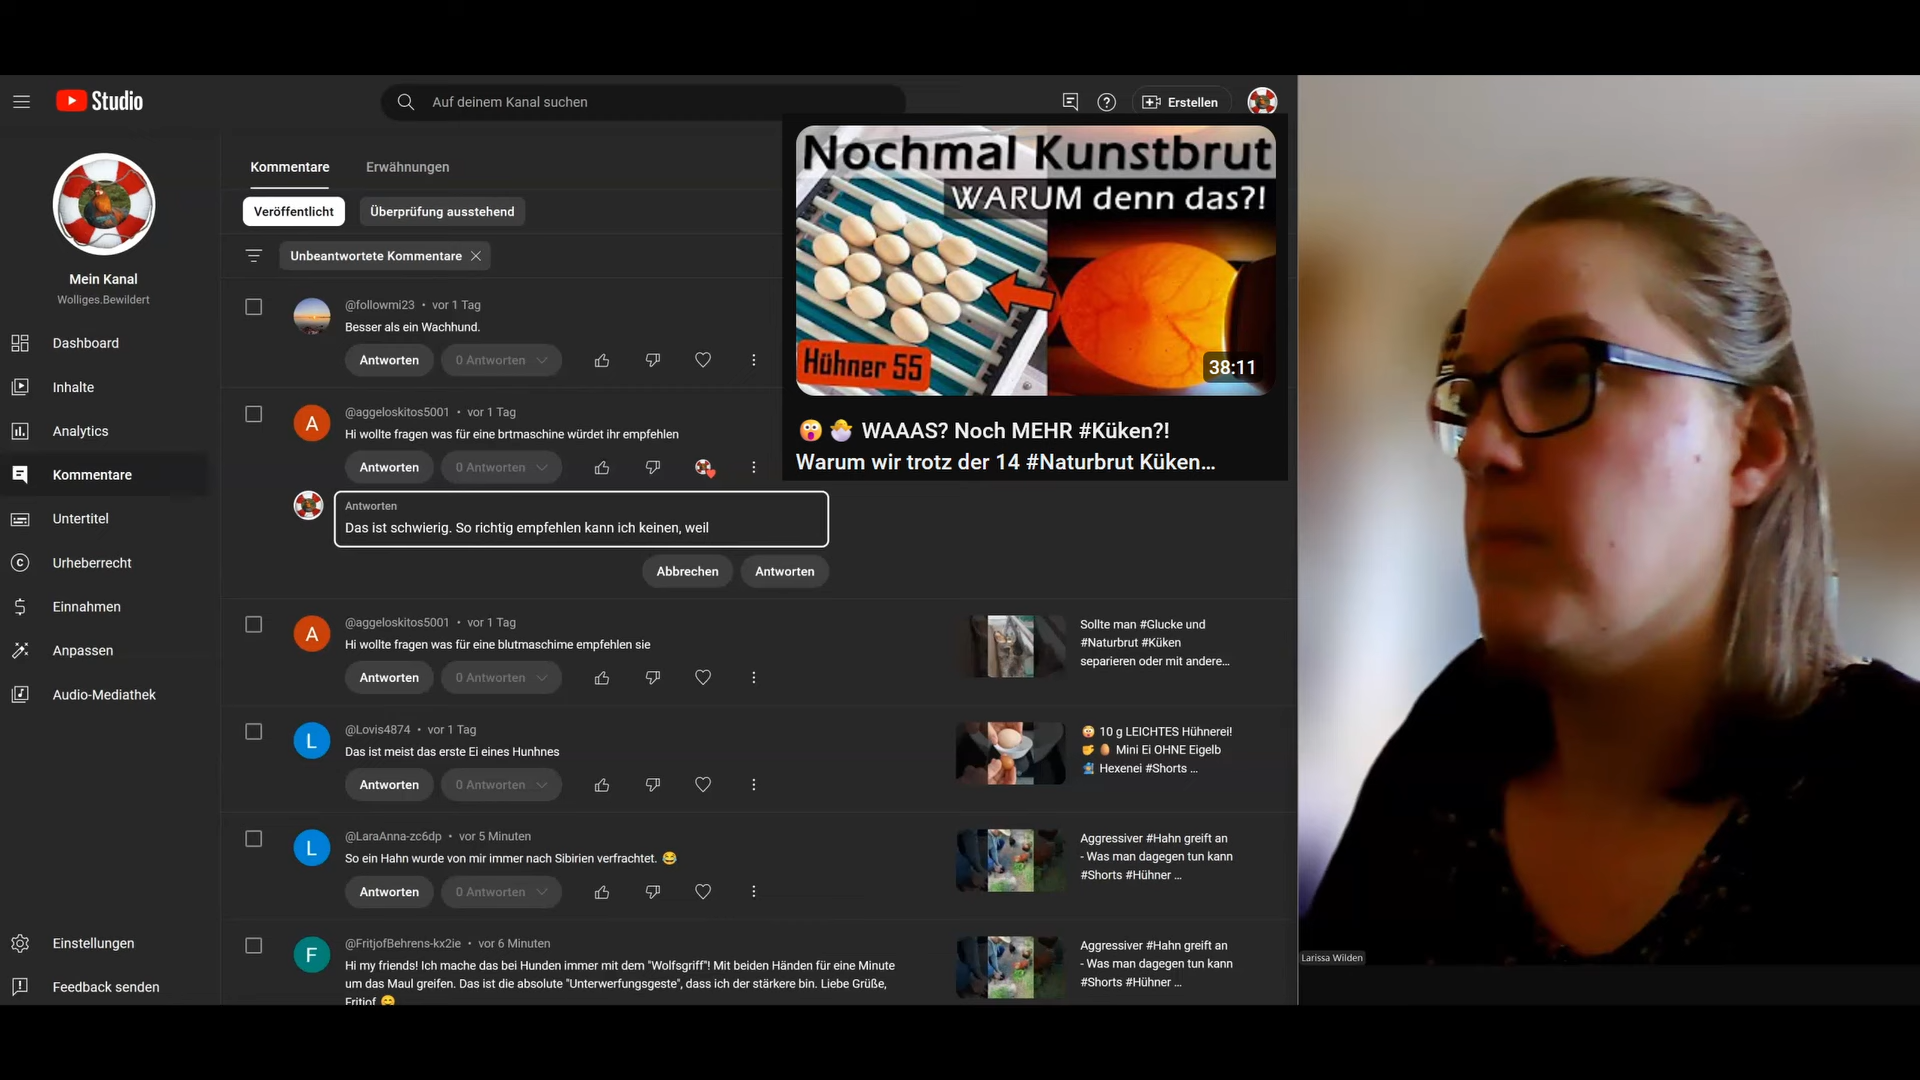 Studio
Auf deinem Kanal suchen
Erstellen
Mein Kanal
Wolliges.Bewildert
Dashboard
Inhalte
Analytics
Kommentare
Untertitel
Urheberrecht
Einnahmen
Anpassen
Audio-Mediathek
Einstellungen
Feedback senden
Kommentare
Erwähnungen
Veröffentlicht
Überprüfung ausstehend
Unbeantwortete Kommentare
@followmi23 • vor 1 Tag
Besser als ein Wachhund.
Antworten
0 Antworten
A
@aggeloskitos5001 • vor 1 Tag
Hi wollte fragen was für eine brtmaschine würdet ihr empfehlen
Antworten
0 Antworten
Antworten
Das ist schwierig. So richtig empfehlen kann ich keinen, weil
Abbrechen
Antworten
A
@aggeloskitos5001 • vor 1 Tag
Hi wollte fragen was für eine blutmaschime empfehlen sie
Antworten
0 Antworten
Sollte man #Glucke und
#Naturbrut #Küken
separieren oder mit andere...
L
@Lovis4874 • vor 1 Tag
Das ist meist das erste Ei eines Hunhnes
Antworten
0 Antworten
😲 10 g LEICHTES Hühnerei!
Mini Ei OHNE Eigelb
Hexenei #Shorts ...
L
@LaraAnna-zc6dp • vor 5 Minuten
So ein Hahn wurde von mir immer nach Sibirien verfrachtet. 😂
Antworten
0 Antworten
Aggressiver #Hahn greift an
- Was man dagegen tun kann
#Shorts #Hühner ...
F
@FritjofBehrens-kx2ie • vor 6 Minuten
Hi my friends! Ich mache das bei Hunden immer mit dem "Wolfsgriff"! Mit beiden Händen für eine Minute
um das Maul greifen. Das ist die absolute "Unterwerfungsgeste", dass ich der stärkere bin. Liebe Grüße,
Fritjof 😊
Aggressiver #Hahn greift an
- Was man dagegen tun kann
#Shorts #Hühner ...
Nochmal Kunstbrut
WARUM denn das?!
Hühner 55
38:11
😲 🐣 WAAAS? Noch MEHR #Küken?!
Warum wir trotz der 14 #Naturbrut Küken...
Larissa Wilden